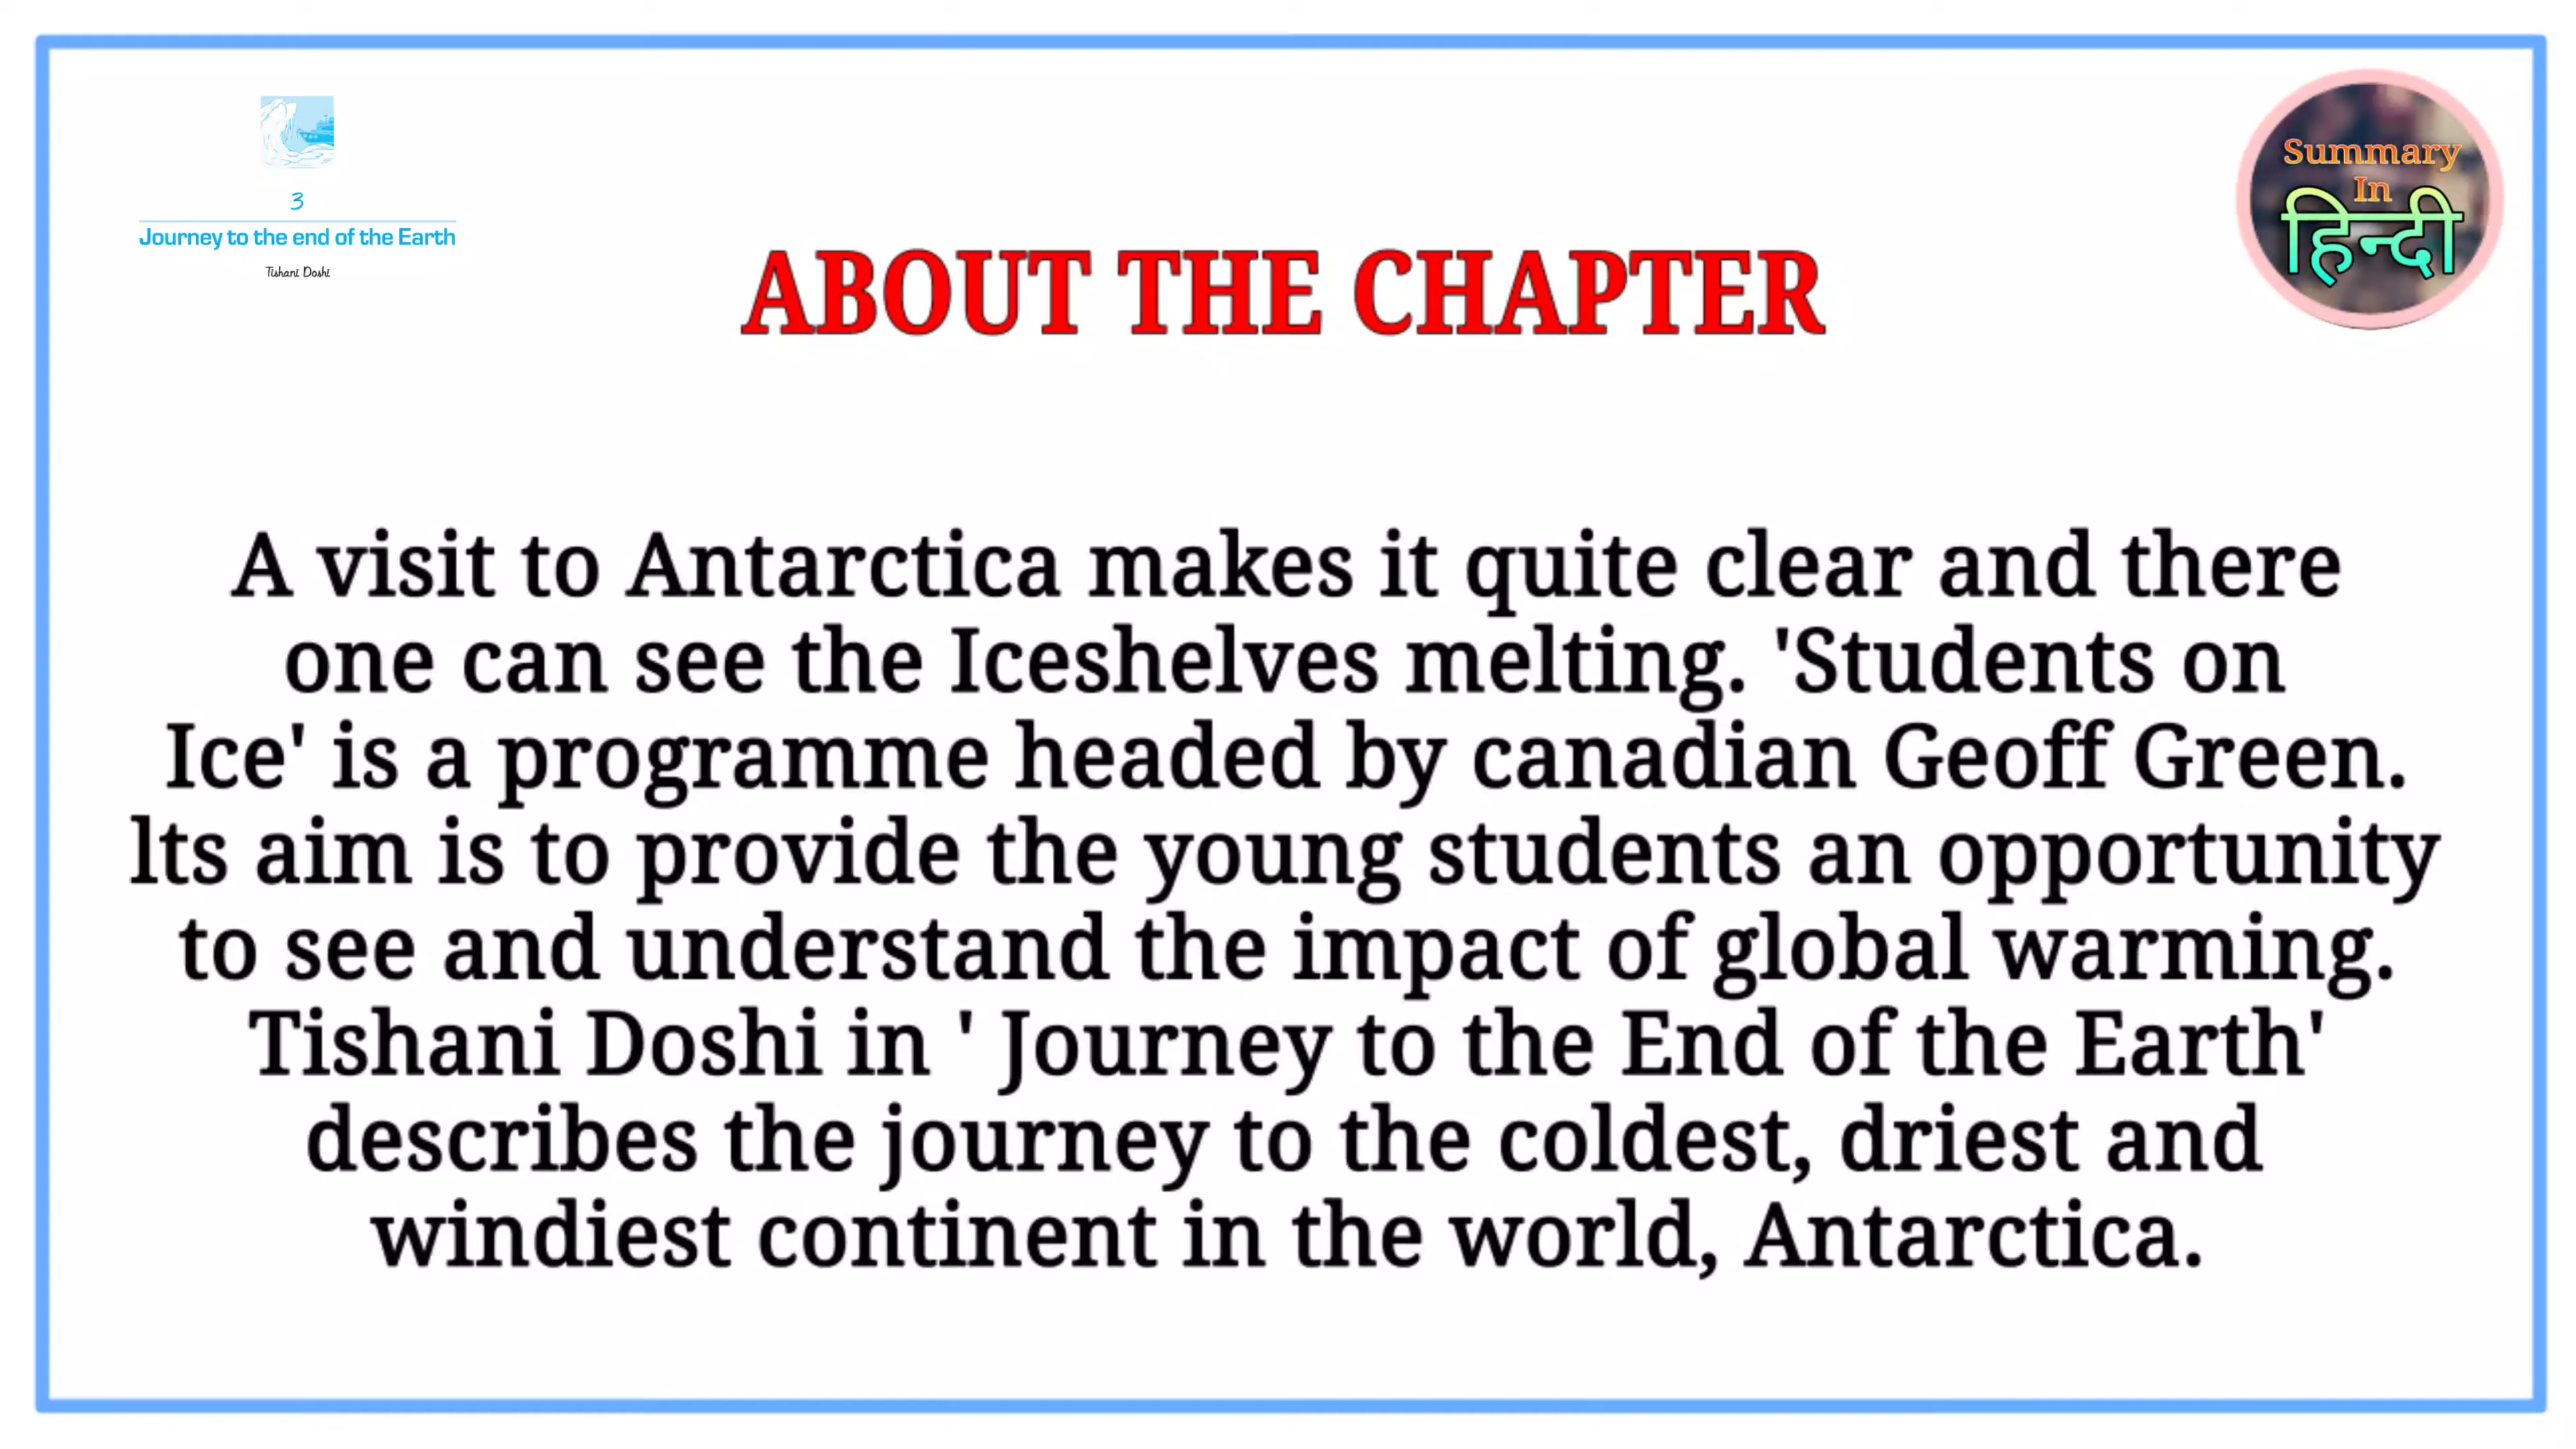 3
Journey to the end of the Earth
Tishani Doshi
Summary
In
हिन्दी
ABOUT THE CHAPTER
A visit to Antarctica makes it quite clear and there
one can see the Iceshelves melting. 'Students on
Ice' is a programme headed by canadian Geoff Green.
lts aim is to provide the young students an opportunity
to see and understand the impact of global warming.
Tishani Doshi in ' Journey to the End of the Earth'
describes the journey to the coldest, driest and
windiest continent in the world, Antarctica.